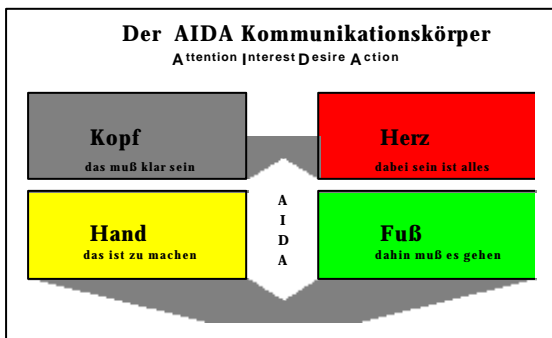 Der AIDA Kommunikationskörper
Attention Interest Desire Action
Kopf
das muß klar sein
Herz
dabei sein ist alles
A
I
D
A
Hand
das ist zu machen
Fuß
dahin muß es gehen